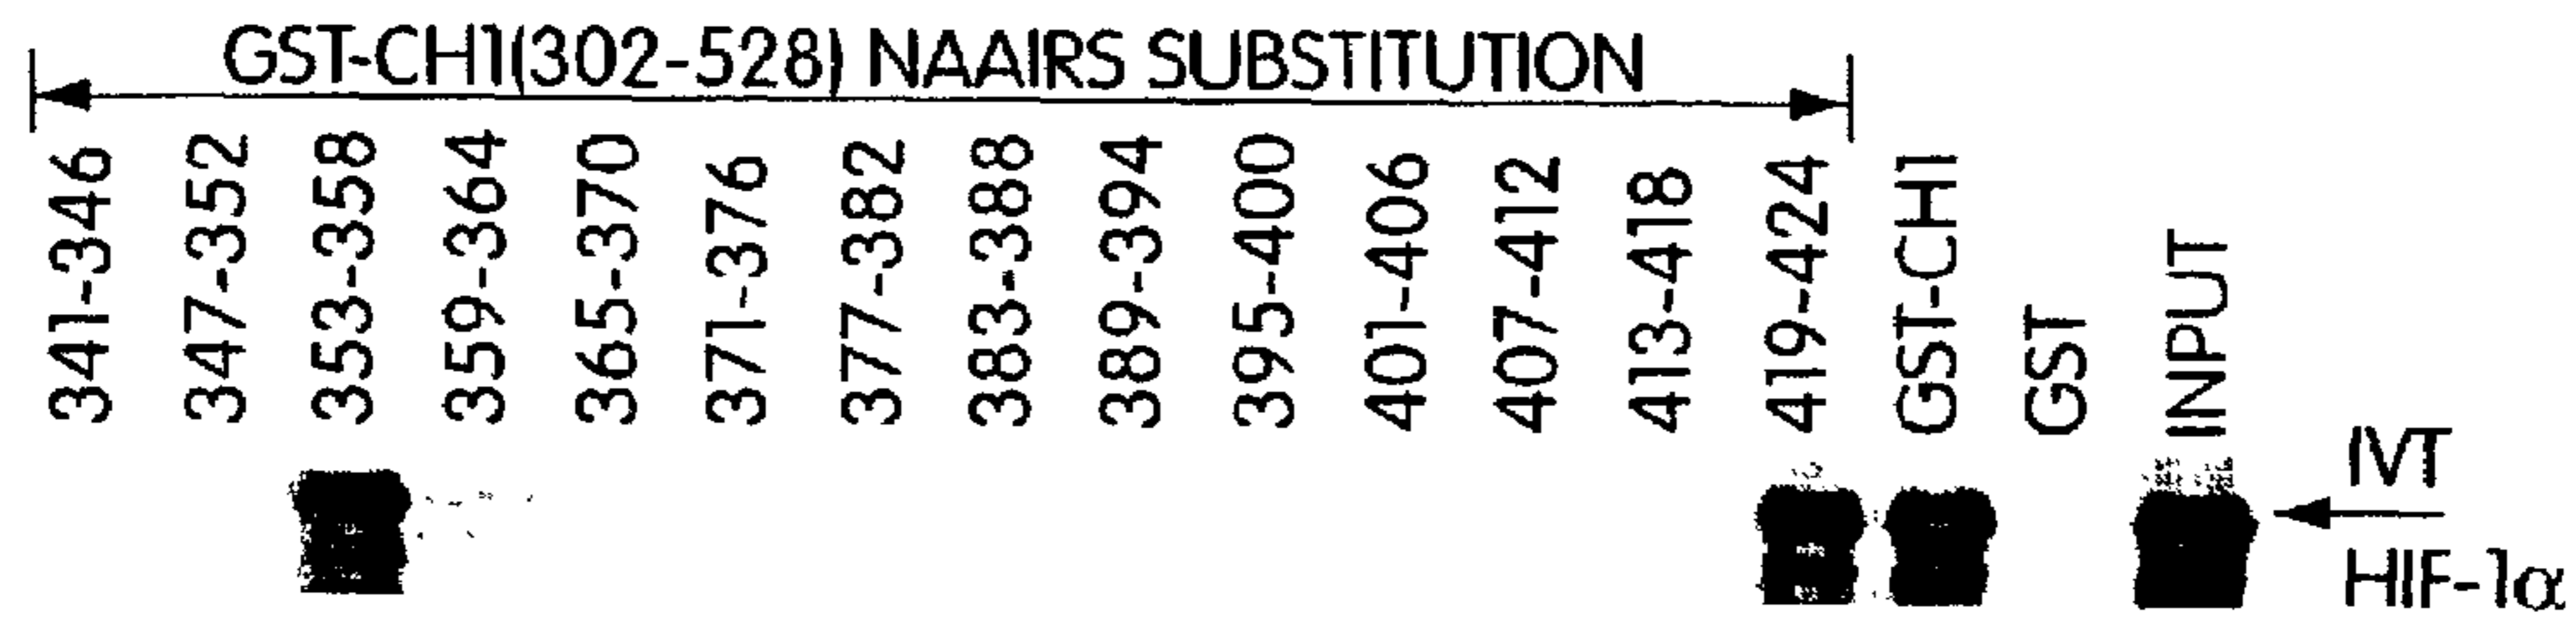 GST-CH1(302-528) NAAIRS SUBSTITUTION
341-346
347-352
353-358
359-364
365-370
371-376
377-382
383-388
389-394
395-400
401-406
407-412
413-418
419-424
GST-CH1
GST
INPUT
IVT
HIF-1α